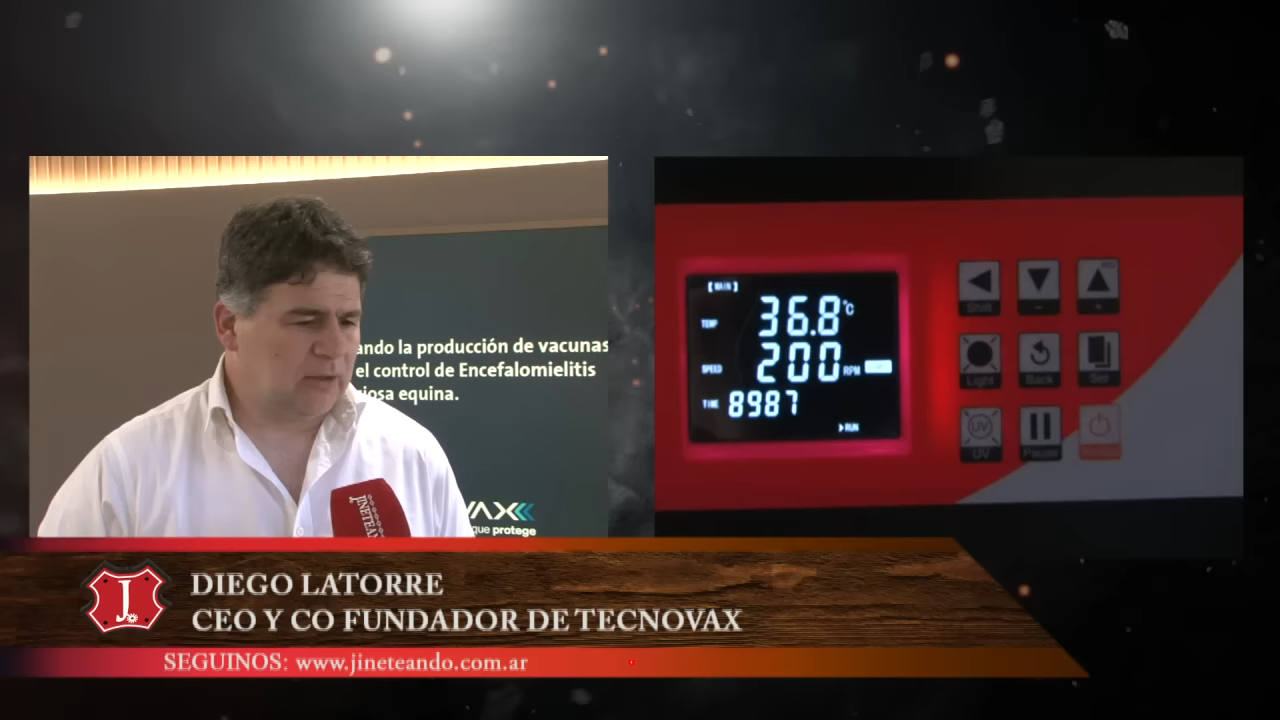 ando la producción de vacunas
el control de Encefalomielitis
iosa equina.
VAX
que protege
JINETEAN
[MAIN]
TEMP 36.8 °C
SPEED 200 RPM
TIME 8987
RUN
Shift
-
+
Light
Back
Set
UV
Pause
J
DIEGO LATORRE
CEO Y CO FUNDADOR DE TECNOVAX
SEGUINOS: www.jineteando.com.ar